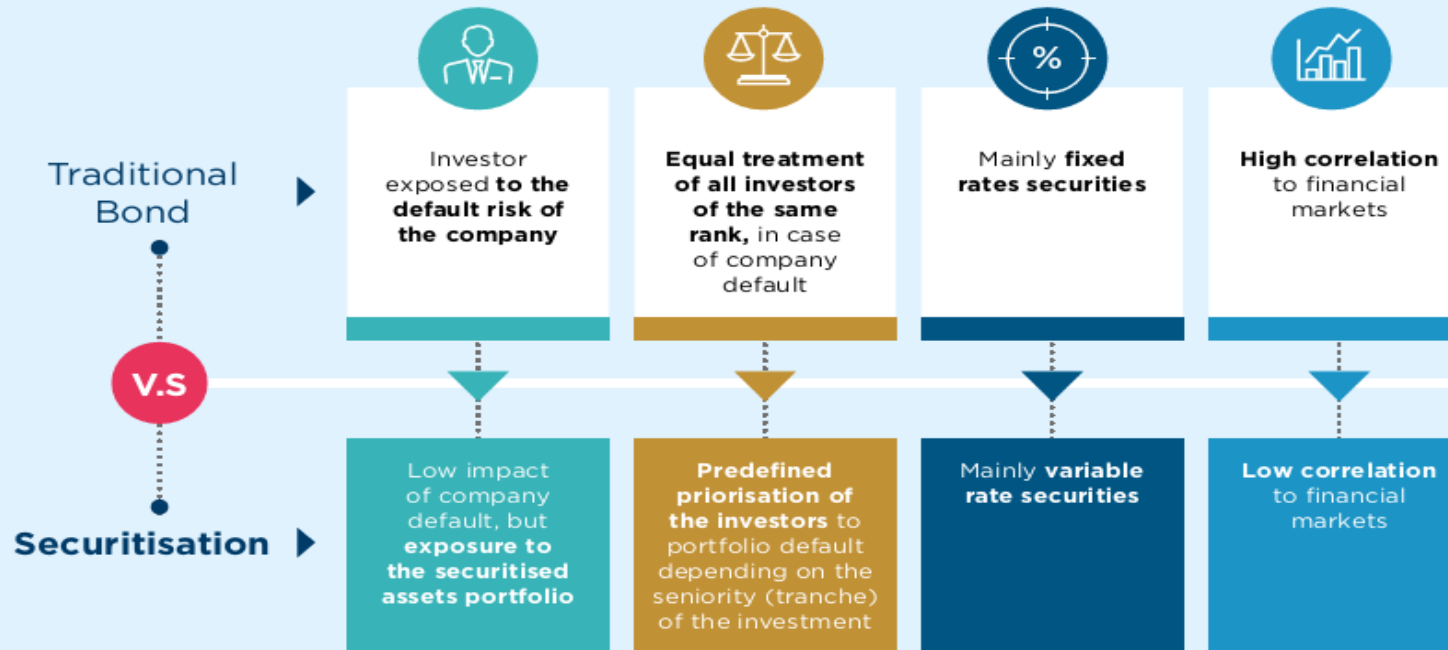 %
Traditional
Bond
Investor
exposed to the
default risk of
the company
Equal treatment
of all investors
of the same
rank, in case
of company
default
Mainly fixed
rates securities
High correlation
to financial
markets
V.S
Securitisation
Low impact
of company
default, but
exposure to
the securitised
assets portfolio
Predefined
priorisation of
the investors to
portfolio default
depending on the
seniority (tranche)
of the investment
Mainly variable
rate securities
Low correlation
to financial
markets